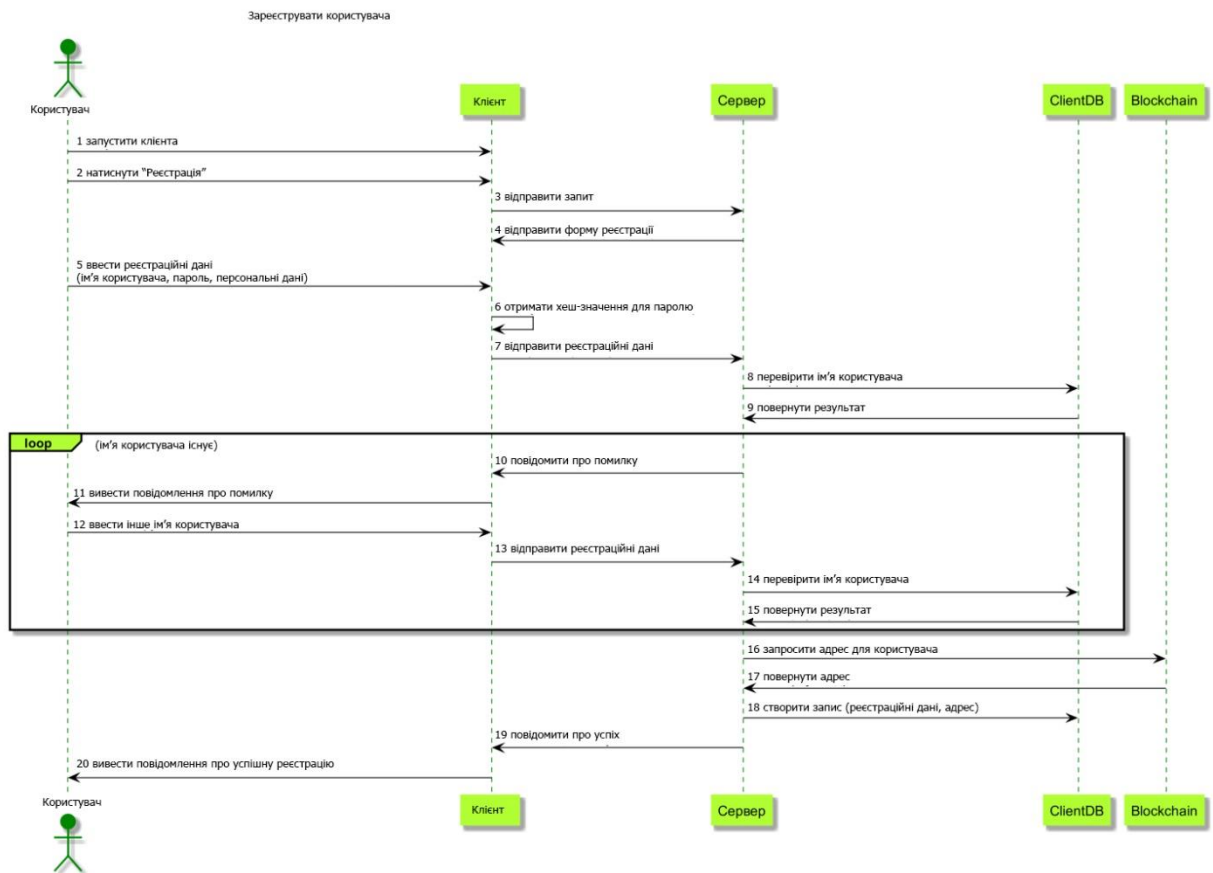 Зареєструвати користувача
Користувач
Клієнт
Сервер
ClientDB
Blockchain
1 запустити клієнта
2 натиснути “Реєстрація”
3 відправити запит
4 відправити форму реєстрації
5 ввести реєстраційні дані
(ім’я користувача, пароль, персональні дані)
6 отримати хеш-значення для паролю
7 відправити реєстраційні дані
8 перевірити ім’я користувача
9 повернути результат
loop
(ім’я користувача існує)
10 повідомити про помилку
11 вивести повідомлення про помилку
12 ввести інше ім’я користувача
13 відправити реєстраційні дані
14 перевірити ім’я користувача
15 повернути результат
16 запросити адрес для користувача
17 повернути адрес
18 створити запис (реєстраційні дані, адрес)
19 повідомити про успіх
20 вивести повідомлення про успішну реєстрацію
Користувач
Клієнт
Сервер
ClientDB
Blockchain